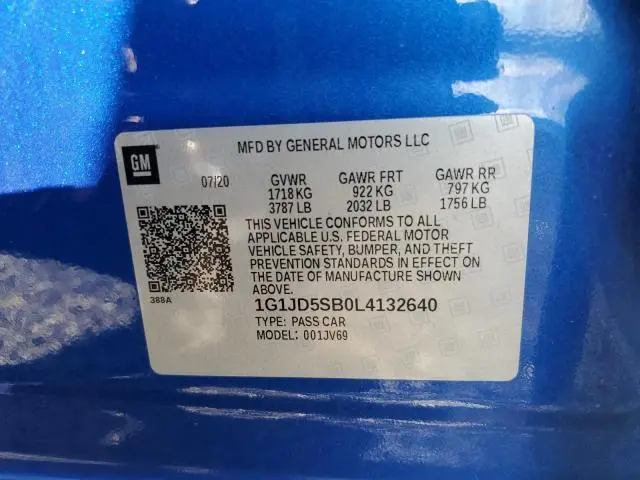 MFD BY GENERAL MOTORS LLC
GM
07/20 GVWR GAWR FRT GAWR RR
1718 KG 922 KG 797 KG
3787 LB 2032 LB 1756 LB
THIS VEHICLE CONFORMS TO ALL
APPLICABLE U.S. FEDERAL MOTOR
VEHICLE SAFETY, BUMPER, AND THEFT
PREVENTION STANDARDS IN EFFECT ON
THE DATE OF MANUFACTURE SHOWN
ABOVE.
388A
1G1JD5SB0L4132640
TYPE: PASS CAR
MODEL: 001JV69